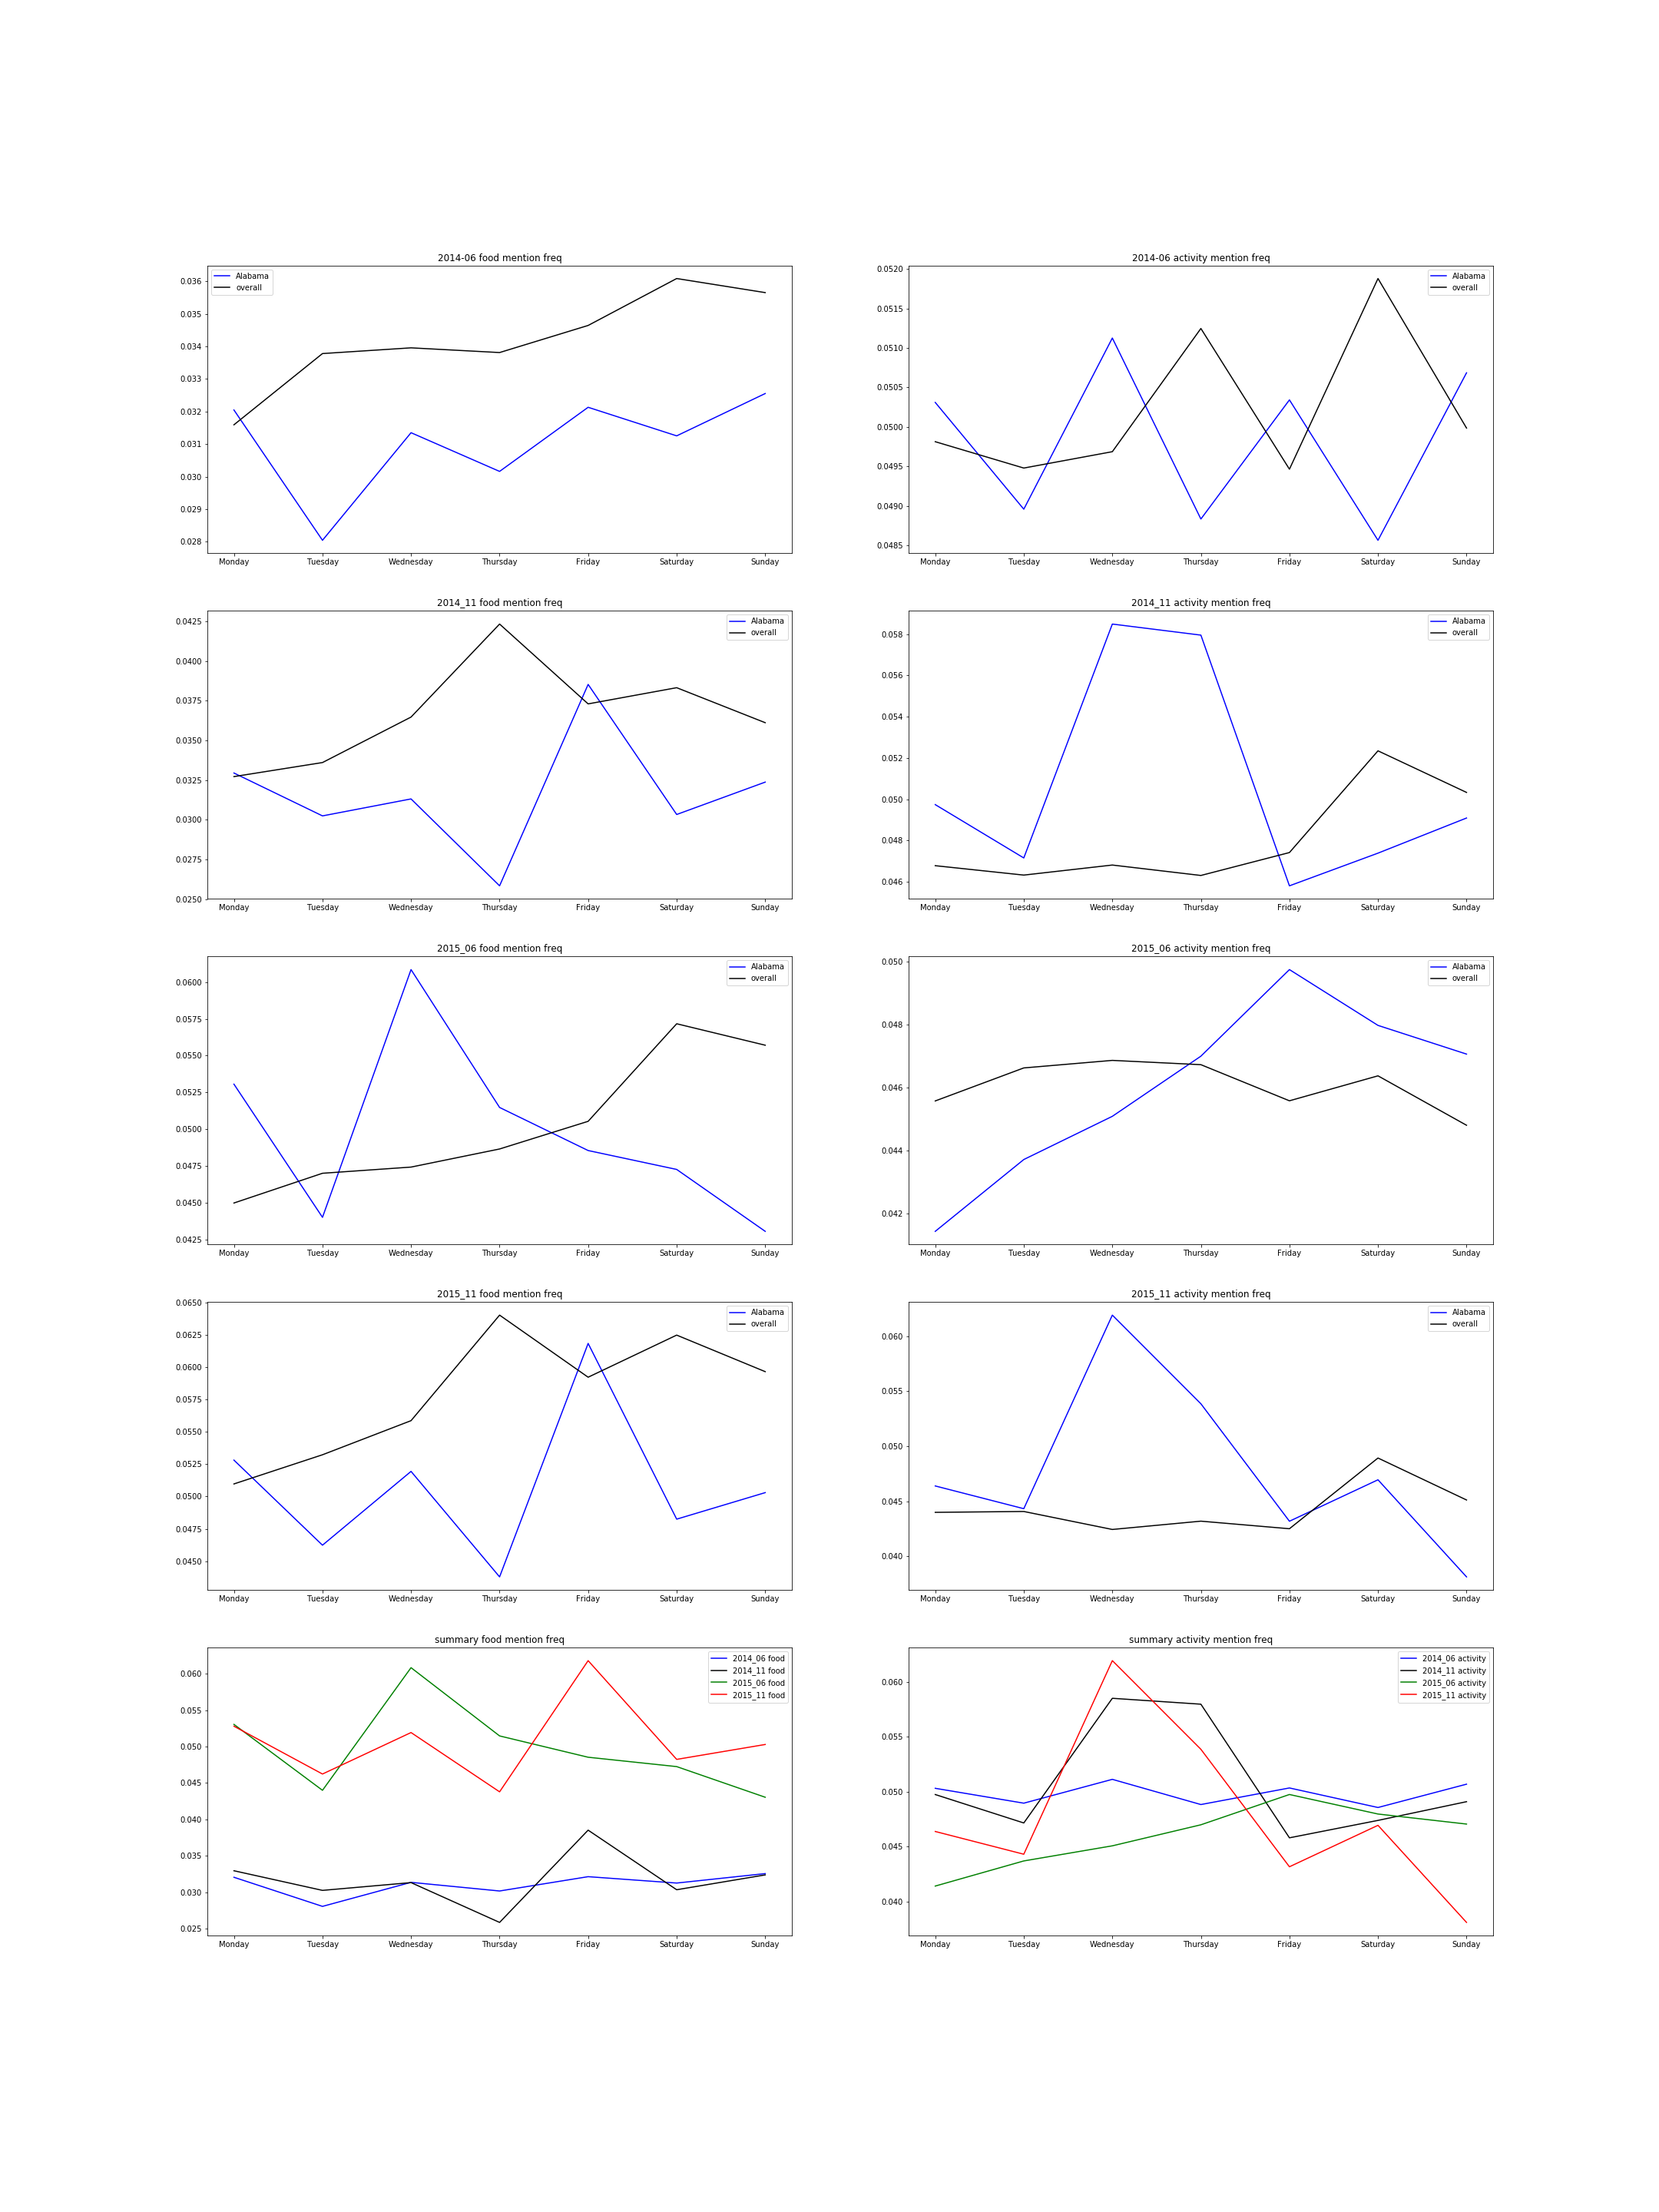 2014-06 food mention freq
Alabama
overall
0.036
0.035
0.034
0.033
0.032
0.031
0.030
0.029
0.028
Monday Tuesday Wednesday Thursday Friday Saturday Sunday
2014-06 activity mention freq
Alabama
overall
0.0520
0.0515
0.0510
0.0505
0.0500
0.0495
0.0490
0.0485
Monday Tuesday Wednesday Thursday Friday Saturday Sunday
2014_11 food mention freq
Alabama
overall
0.0425
0.0400
0.0375
0.0350
0.0325
0.0300
0.0275
0.0250
Monday Tuesday Wednesday Thursday Friday Saturday Sunday
2014_11 activity mention freq
Alabama
overall
0.058
0.056
0.054
0.052
0.050
0.048
0.046
Monday Tuesday Wednesday Thursday Friday Saturday Sunday
2015_06 food mention freq
Alabama
overall
0.0600
0.0575
0.0550
0.0525
0.0500
0.0475
0.0450
0.0425
Monday Tuesday Wednesday Thursday Friday Saturday Sunday
2015_06 activity mention freq
Alabama
overall
0.050
0.048
0.046
0.044
0.042
Monday Tuesday Wednesday Thursday Friday Saturday Sunday
2015_11 food mention freq
Alabama
overall
0.0650
0.0625
0.0600
0.0575
0.0550
0.0525
0.0500
0.0475
0.0450
Monday Tuesday Wednesday Thursday Friday Saturday Sunday
2015_11 activity mention freq
Alabama
overall
0.060
0.055
0.050
0.045
0.040
Monday Tuesday Wednesday Thursday Friday Saturday Sunday
summary food mention freq
2014_06 food
2014_11 food
2015_06 food
2015_11 food
0.060
0.055
0.050
0.045
0.040
0.035
0.030
0.025
Monday Tuesday Wednesday Thursday Friday Saturday Sunday
summary activity mention freq
2014_06 activity
2014_11 activity
2015_06 activity
2015_11 activity
0.060
0.055
0.050
0.045
0.040
Monday Tuesday Wednesday Thursday Friday Saturday Sunday